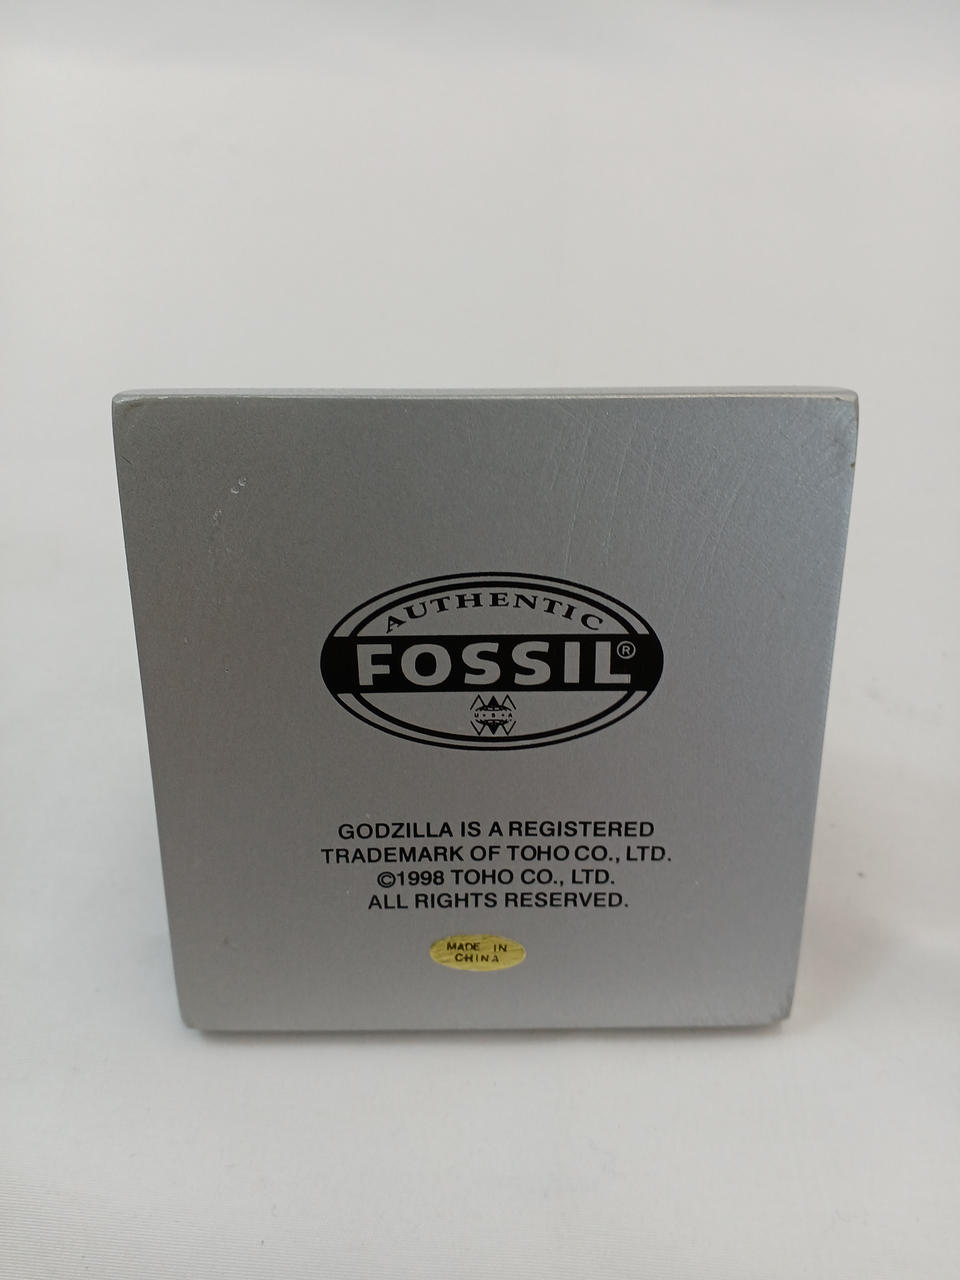 AUTHENTIC
FOSSIL®
U·S·A
GODZILLA IS A REGISTERED
TRADEMARK OF TOHO CO., LTD.
©1998 TOHO CO., LTD.
ALL RIGHTS RESERVED.
MADE IN
CHINA